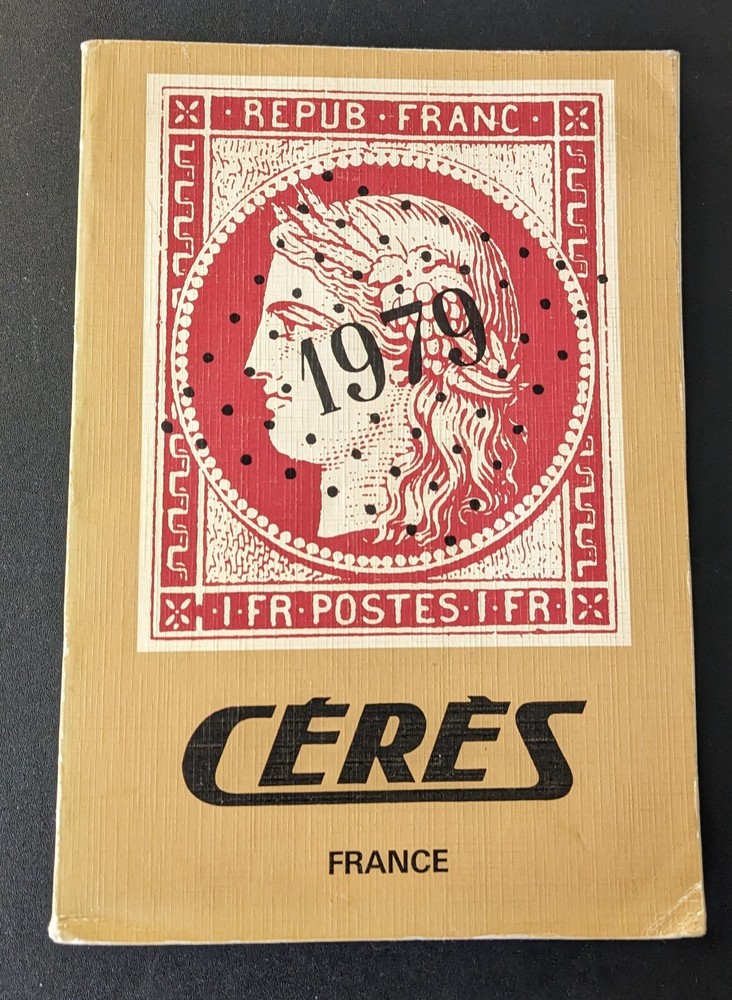 · REPUB · FRANC ·
1979
· 1 · FR · POSTES · 1 · FR ·
CÉRÈS
FRANCE